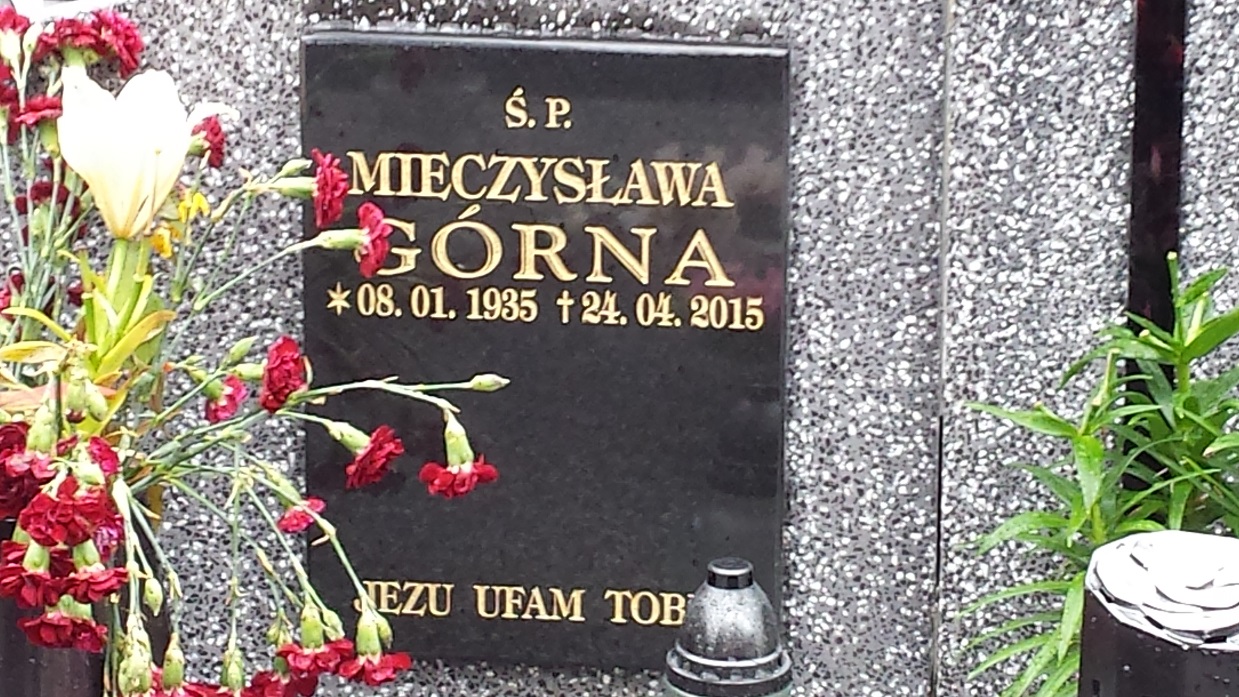 Ś. P.
MIECZYSŁAWA
GÓRNA
✶ 08. 01. 1935 † 24. 04. 2015
JEZU UFAM